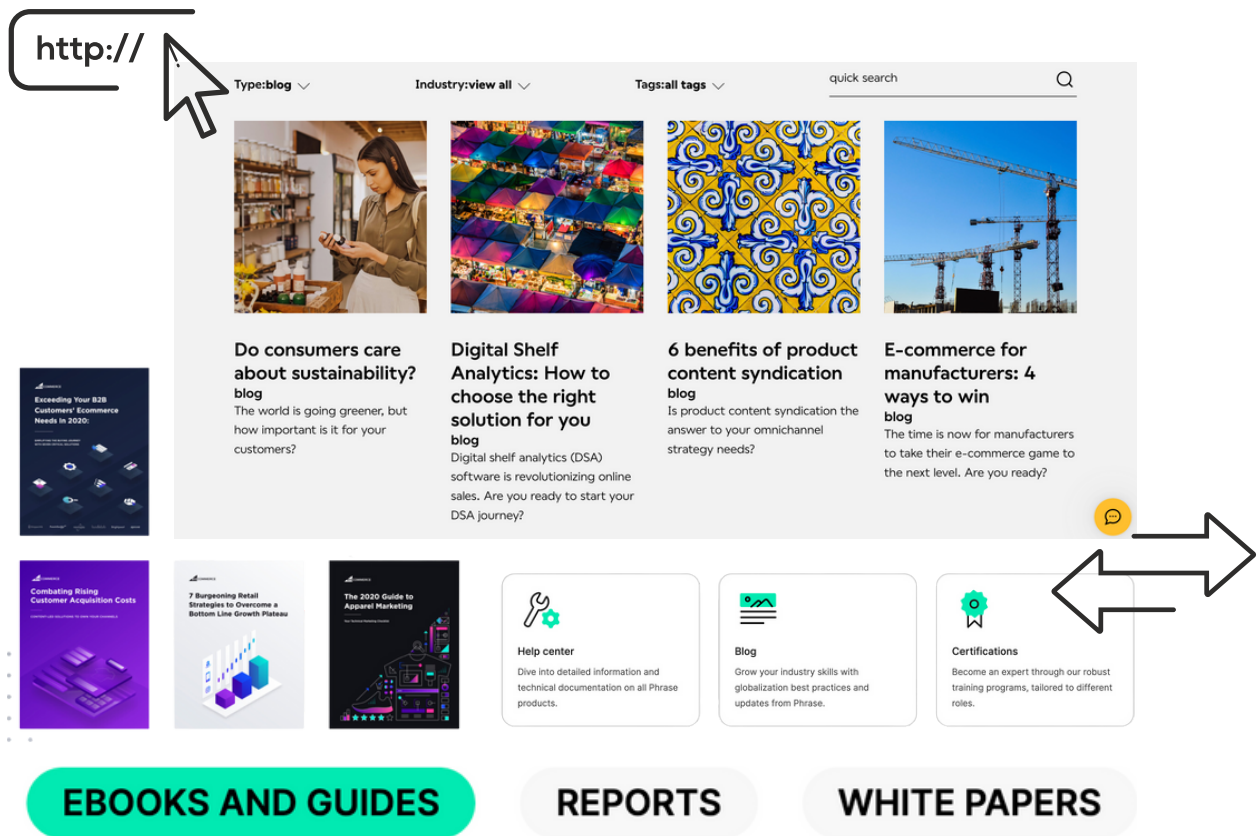 http://
Type:blog
Industry:view all
Tags:all tags
quick search
Do consumers care
about sustainability?
blog
The world is going greener, but
how important is it for your
customers?
Digital Shelf
Analytics: How to
choose the right
solution for you
blog
Digital shelf analytics (DSA)
software is revolutionizing online
sales. Are you ready to start your
DSA journey?
6 benefits of product
content syndication
blog
Is product content syndication the
answer to your omnichannel
strategy needs?
E-commerce for
manufacturers: 4
ways to win
blog
The time is now for manufacturers
to take their e-commerce game to
the next level. Are you ready?
COMMERCE
Exceeding Your B2B
Customers' Ecommerce
Needs In 2020:
COMMERCE
Combating Rising
Customer Acquisition Costs
COMMERCE
7 Burgeoning Retail
Strategies to Overcome a
Bottom Line Growth Plateau
COMMERCE
The 2020 Guide to
Apparel Marketing
Help center
Dive into detailed information and
technical documentation on all Phrase
products.
Blog
Grow your industry skills with
globalization best practices and
updates from Phrase.
Certifications
Become an expert through our robust
training programs, tailored to different
roles.
EBOOKS AND GUIDES
REPORTS
WHITE PAPERS